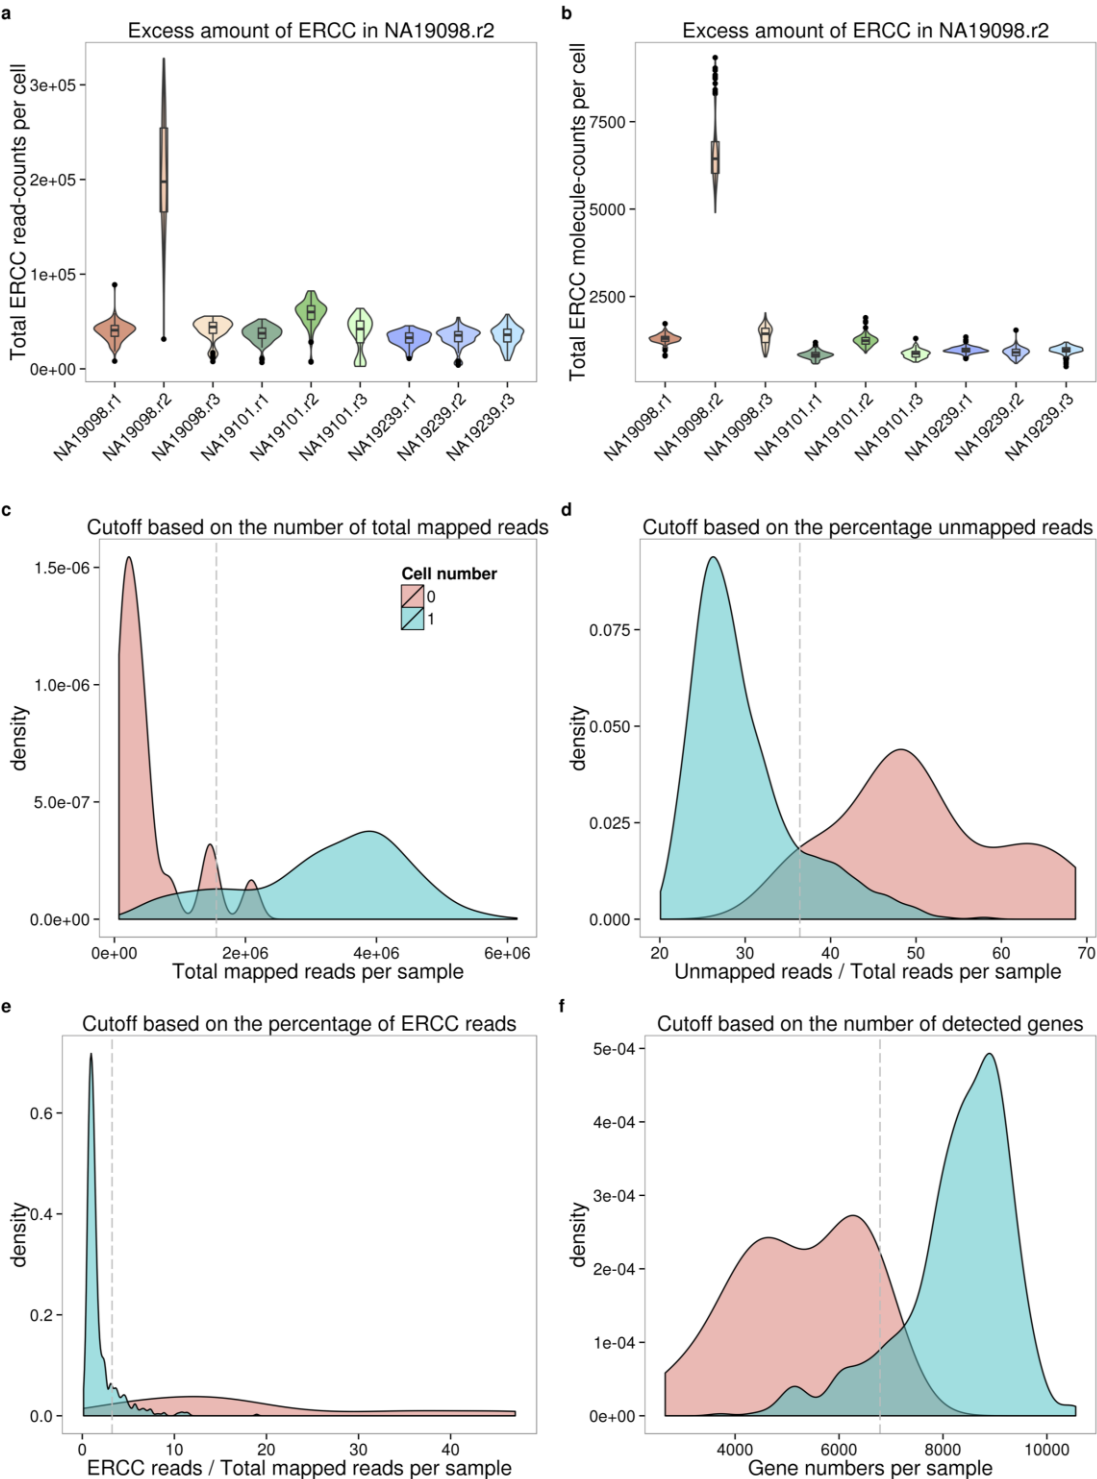 a
Excess amount of ERCC in NA19098.r2
Total ERCC read-counts per cell
3e+05
2e+05
1e+05
0e+00
NA19098.r1
NA19098.r2
NA19098.r3
NA19101.r1
NA19101.r2
NA19101.r3
NA19239.r1
NA19239.r2
NA19239.r3
b
Excess amount of ERCC in NA19098.r2
Total ERCC molecule-counts per cell
7500
5000
2500
NA19098.r1
NA19098.r2
NA19098.r3
NA19101.r1
NA19101.r2
NA19101.r3
NA19239.r1
NA19239.r2
NA19239.r3
c
Cutoff based on the number of total mapped reads
density
1.5e-06
1.0e-06
5.0e-07
0.0e+00
Cell number
0
1
0e+00 2e+06 4e+06 6e+06
Total mapped reads per sample
d
Cutoff based on the percentage unmapped reads
density
0.075
0.050
0.025
0.000
20 30 40 50 60 70
Unmapped reads / Total reads per sample
e
Cutoff based on the percentage of ERCC reads
density
0.6
0.4
0.2
0.0
0 10 20 30 40
ERCC reads / Total mapped reads per sample
f
Cutoff based on the number of detected genes
density
5e-04
4e-04
3e-04
2e-04
1e-04
0e+00
4000 6000 8000 10000
Gene numbers per sample